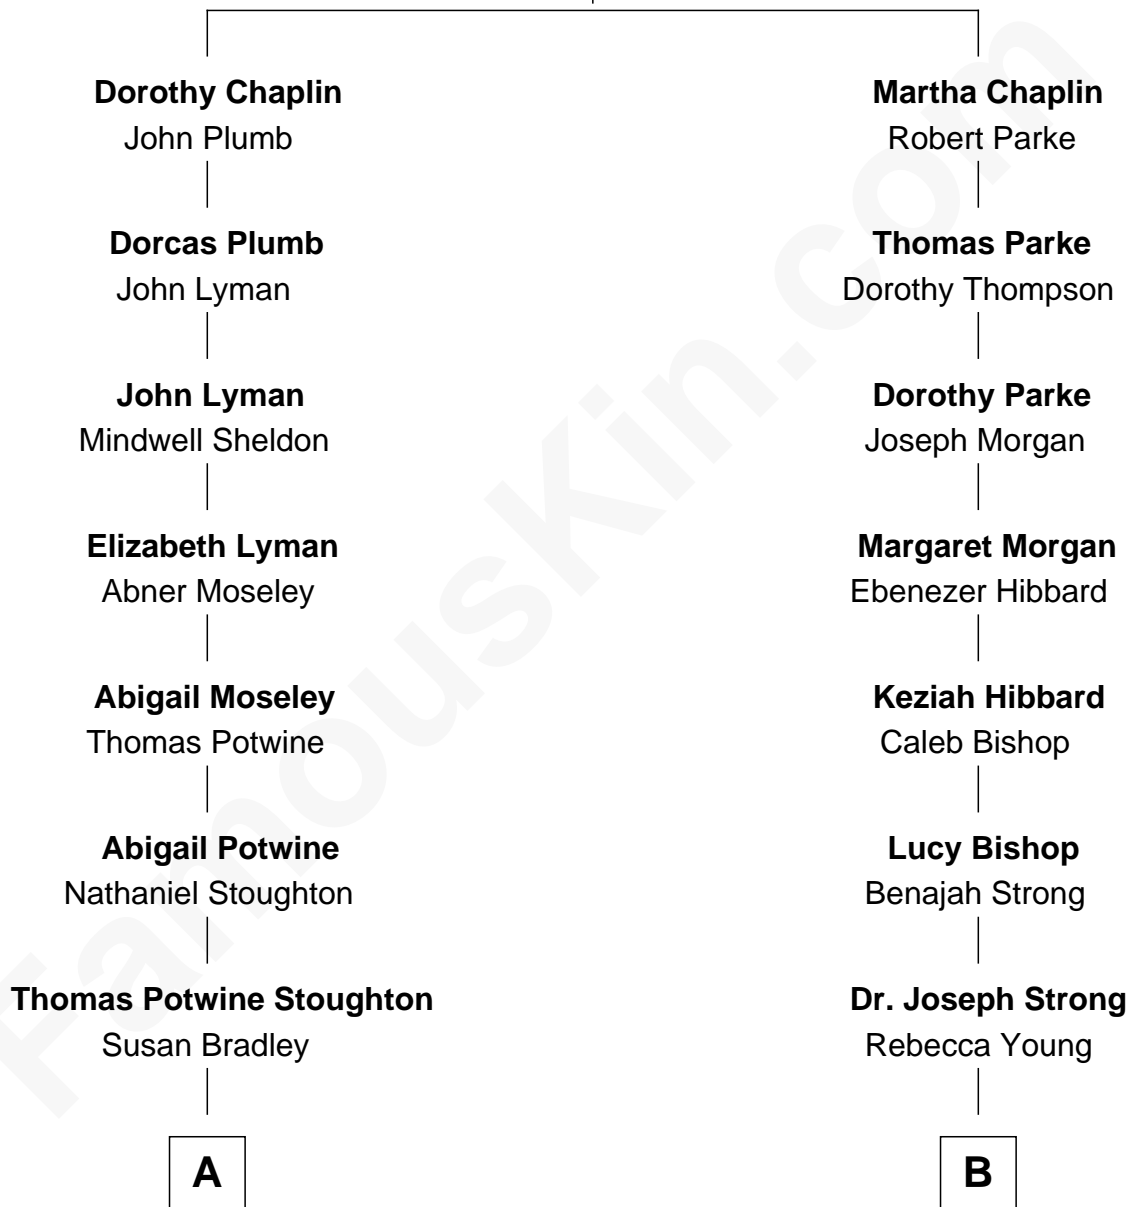 Dorothy Chaplin
John Plumb
Dorcas Plumb
John Lyman
John Lyman
Mindwell Sheldon
Elizabeth Lyman
Abner Moseley
Abigail Moseley
Thomas Potwine
Abigail Potwine
Nathaniel Stoughton
Thomas Potwine Stoughton
Susan Bradley
A
Martha Chaplin
Robert Parke
Thomas Parke
Dorothy Thompson
Dorothy Parke
Joseph Morgan
Margaret Morgan
Ebenezer Hibbard
Keziah Hibbard
Caleb Bishop
Lucy Bishop
Benajah Strong
Dr. Joseph Strong
Rebecca Young
B
FamousKin.com